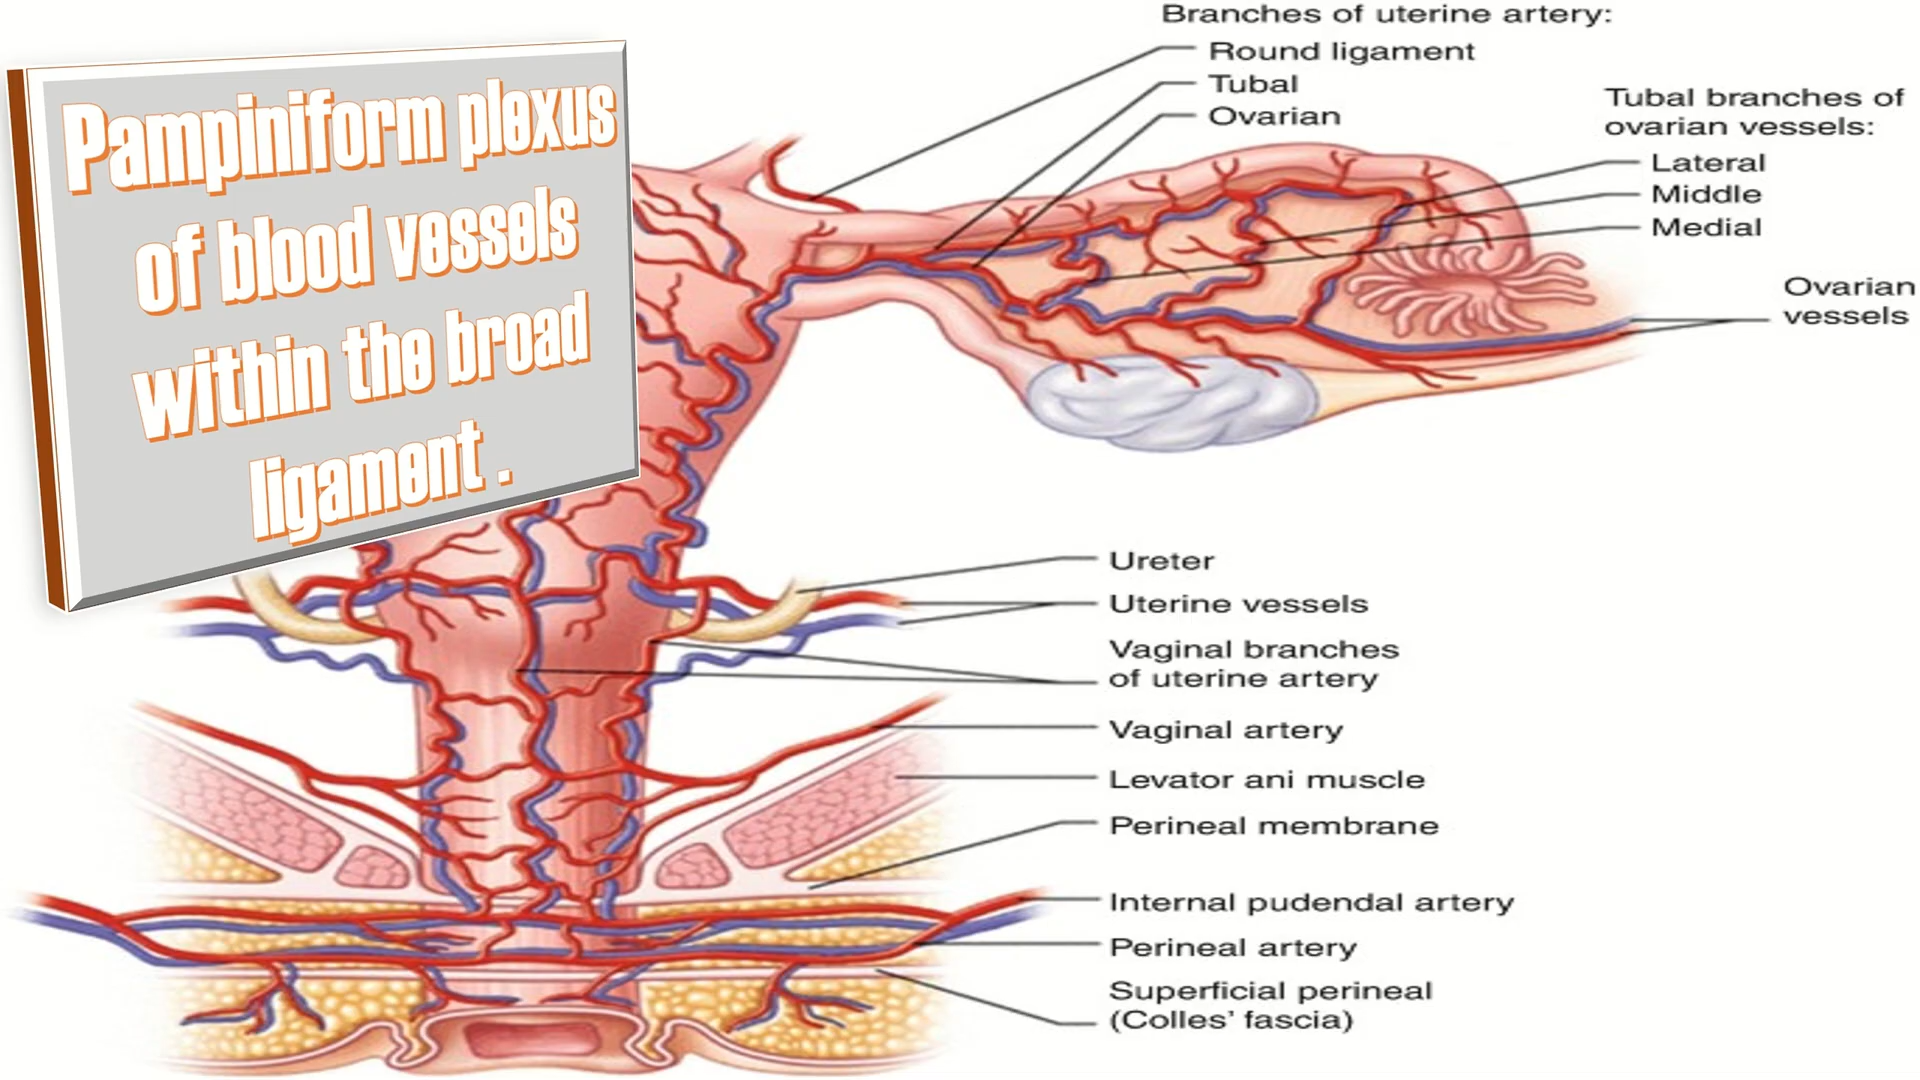 Pampiniform plexus
of blood vessels
within the broad
ligament .
Branches of uterine artery:
Round ligament
Tubal
Ovarian
Tubal branches of
ovarian vessels:
Lateral
Middle
Medial
Ovarian
vessels
Ureter
Uterine vessels
Vaginal branches
of uterine artery
Vaginal artery
Levator ani muscle
Perineal membrane
Internal pudendal artery
Perineal artery
Superficial perineal
(Colles’ fascia)